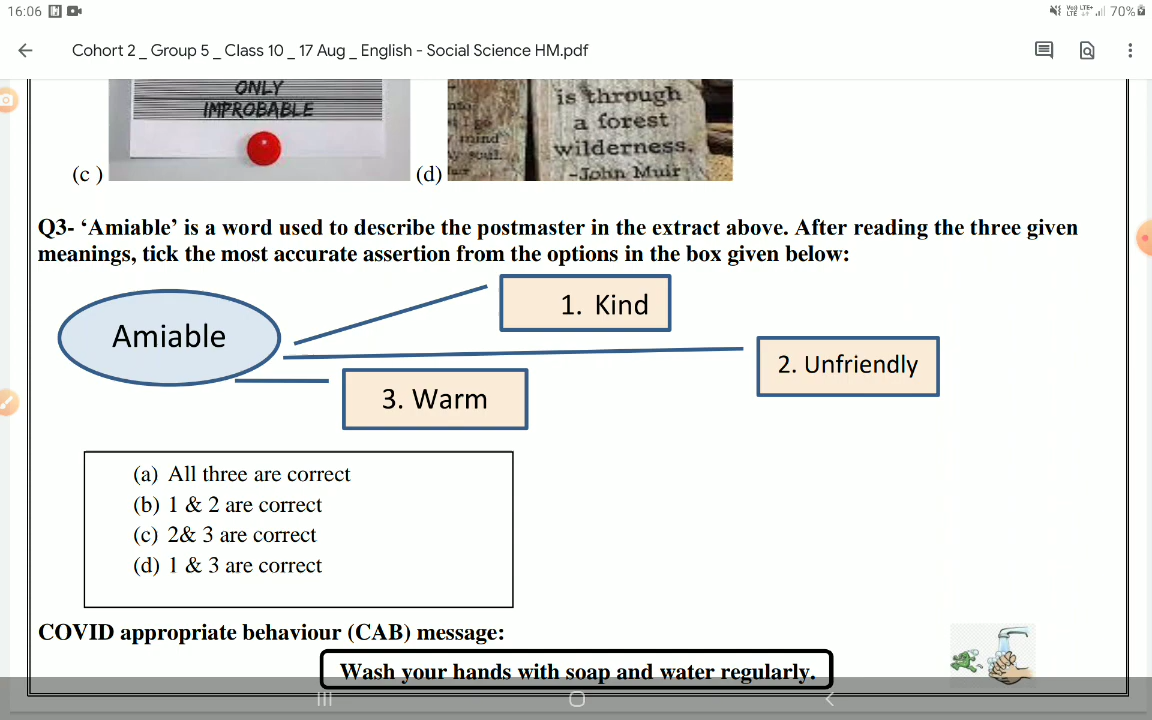 16:06
70%
Cohort 2 _ Group 5 _ Class 10 _ 17 Aug _ English - Social Science HM.pdf
ONLY
IMPROBABLE
(c )
is through
a forest
wilderness.
-John Muir
mind
soul.
(d)
Q3- ‘Amiable’ is a word used to describe the postmaster in the extract above. After reading the three given
meanings, tick the most accurate assertion from the options in the box given below:
Amiable
1. Kind
2. Unfriendly
3. Warm
(a) All three are correct
(b) 1 & 2 are correct
(c) 2& 3 are correct
(d) 1 & 3 are correct
COVID appropriate behaviour (CAB) message:
Wash your hands with soap and water regularly.